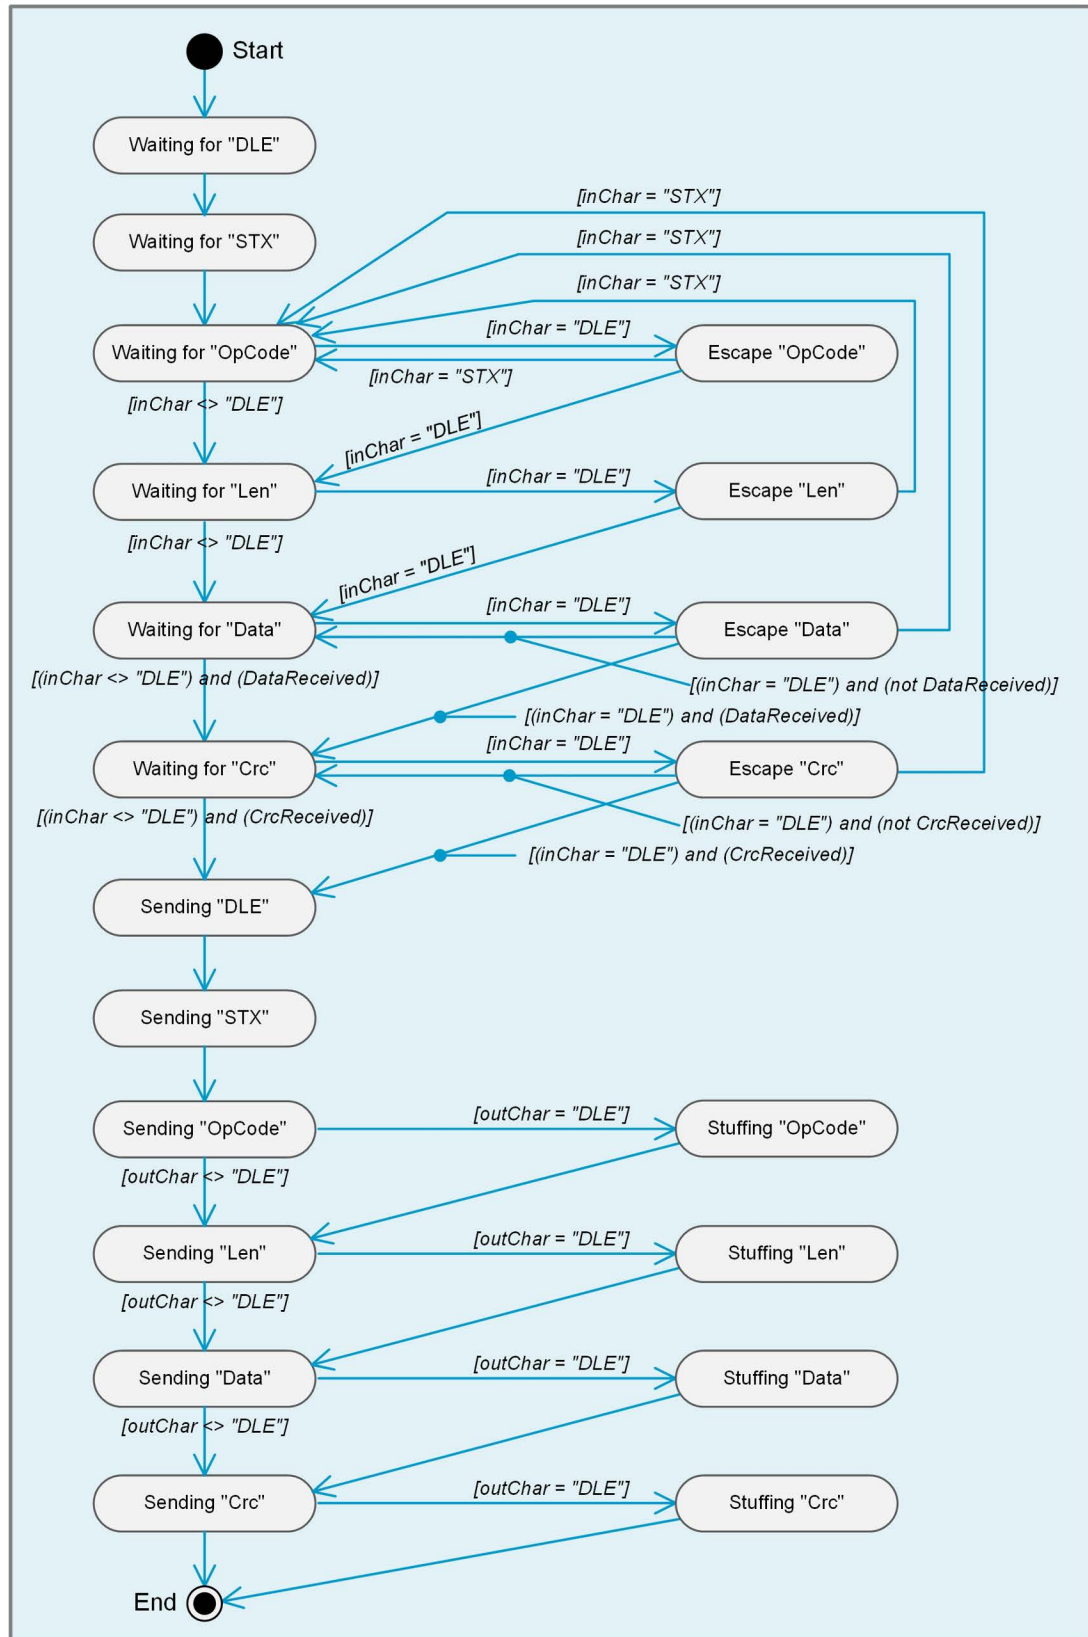 Start
Waiting for "DLE"
[inChar = "STX"]
Waiting for "STX"
[inChar = "STX"]
[inChar = "STX"]
[inChar = "DLE"]
Waiting for "OpCode"
Escape "OpCode"
[inChar = "STX"]
[inChar <> "DLE"]
[inChar = "DLE"]
[inChar = "DLE"]
Waiting for "Len"
Escape "Len"
[inChar <> "DLE"]
[inChar = "DLE"]
[inChar = "DLE"]
Waiting for "Data"
Escape "Data"
[(inChar <> "DLE") and (DataReceived)]
[(inChar = "DLE") and (not DataReceived)]
[(inChar = "DLE") and (DataReceived)]
[inChar = "DLE"]
Waiting for "Crc"
Escape "Crc"
[(inChar <> "DLE") and (CrcReceived)]
[(inChar = "DLE") and (not CrcReceived)]
[(inChar = "DLE") and (CrcReceived)]
Sending "DLE"
Sending "STX"
[outChar = "DLE"]
Sending "OpCode"
Stuffing "OpCode"
[outChar <> "DLE"]
[outChar = "DLE"]
Sending "Len"
Stuffing "Len"
[outChar <> "DLE"]
[outChar = "DLE"]
Sending "Data"
Stuffing "Data"
[outChar <> "DLE"]
[outChar = "DLE"]
Sending "Crc"
Stuffing "Crc"
End